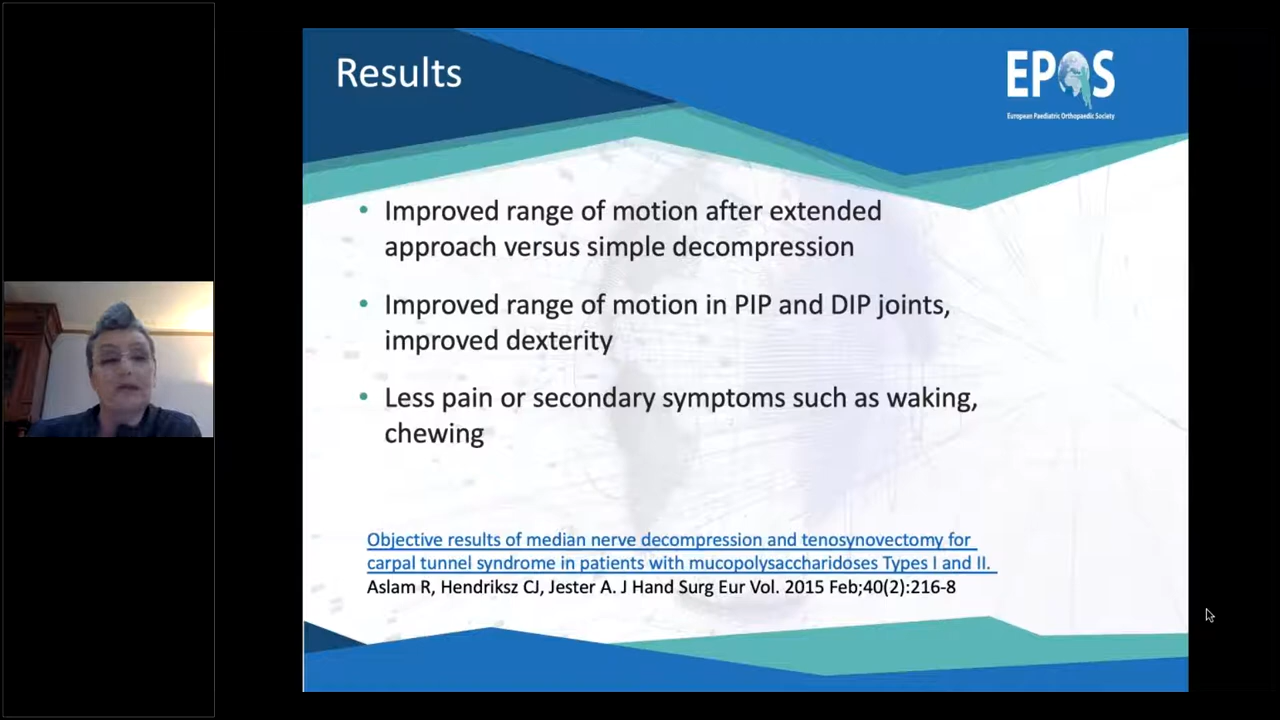 Results
EPOS
European Paediatric Orthopaedic Society
• Improved range of motion after extended
approach versus simple decompression
• Improved range of motion in PIP and DIP joints,
improved dexterity
• Less pain or secondary symptoms such as waking,
chewing
Objective results of median nerve decompression and tenosynovectomy for
carpal tunnel syndrome in patients with mucopolysaccharidoses Types I and II.
Aslam R, Hendriksz CJ, Jester A. J Hand Surg Eur Vol. 2015 Feb;40(2):216-8